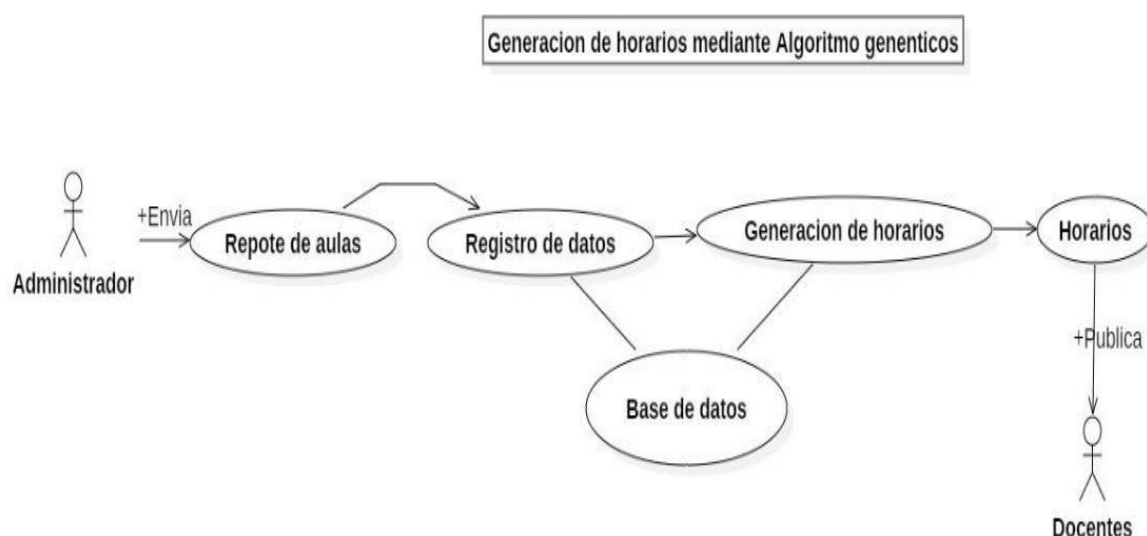 Generacion de horarios mediante Algoritmo genenticos
+Envia
Administrador
Repote de aulas
Registro de datos
Generacion de horarios
Horarios
Base de datos
+Publica
Docentes